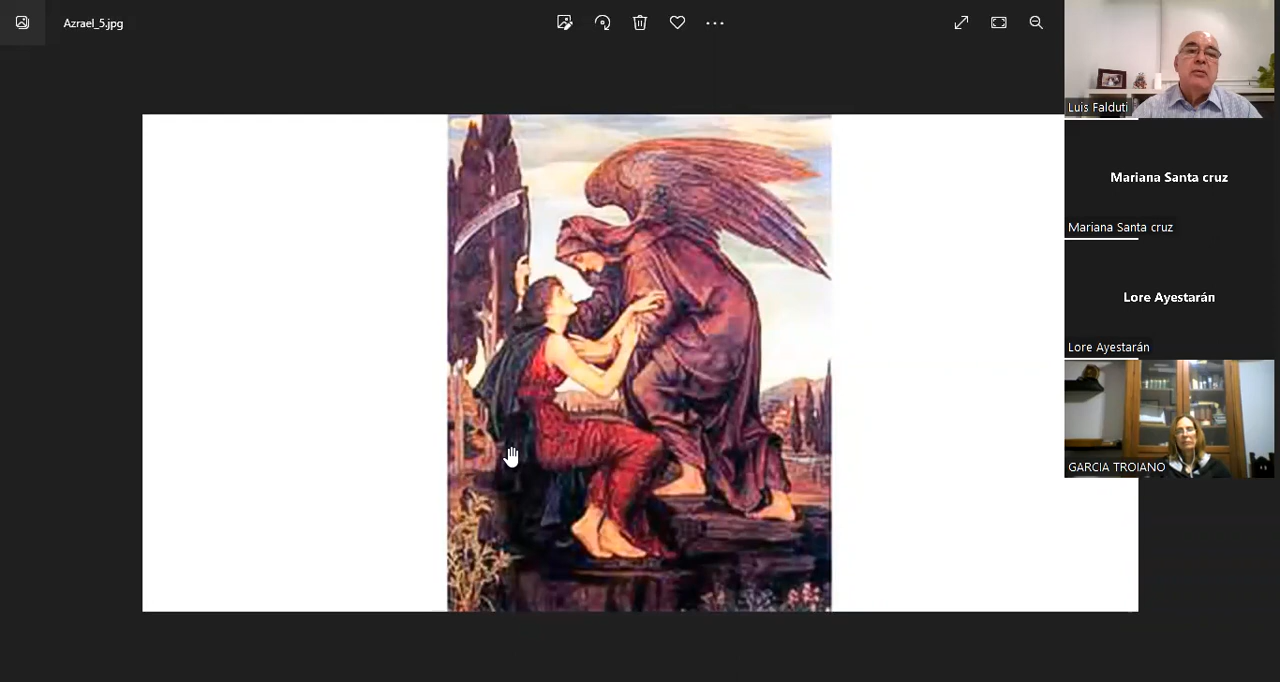 Azrael_5.jpg
Luis Falduti
Mariana Santa cruz
Mariana Santa cruz
Lore Ayestarán
Lore Ayestarán
GARCIA TROIANO